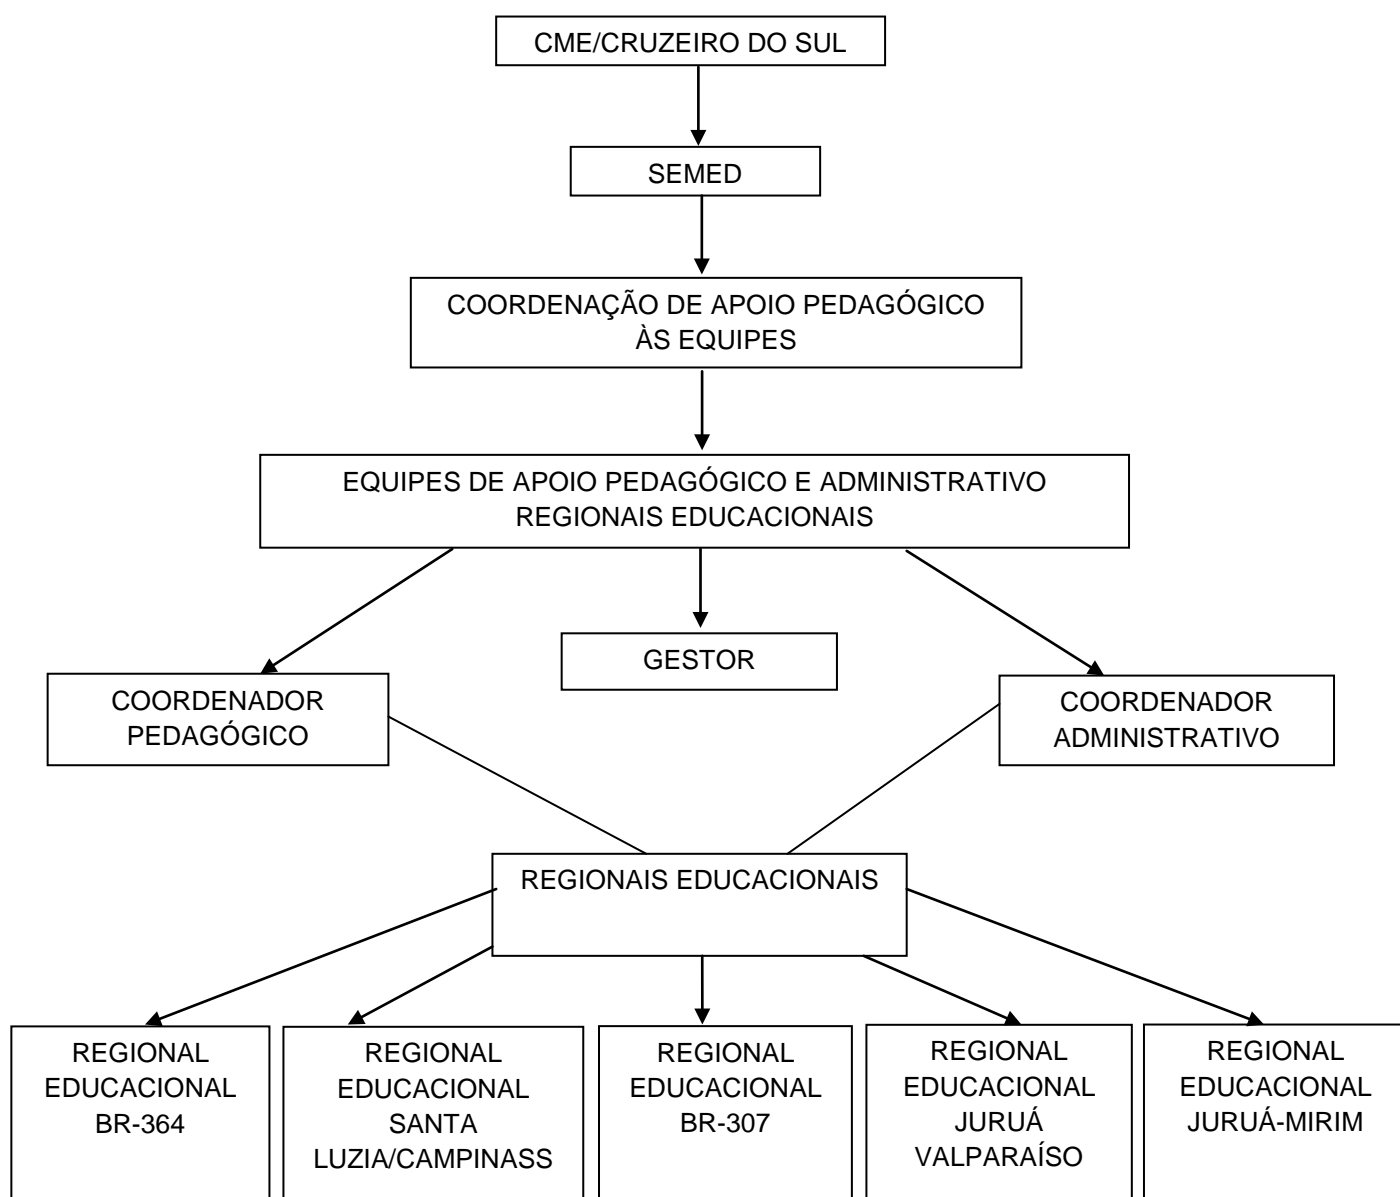 CME/CRUZEIRO DO SUL
SEMED
COORDENAÇÃO DE APOIO PEDAGÓGICO
ÀS EQUIPES
EQUIPES DE APOIO PEDAGÓGICO E ADMINISTRATIVO
REGIONAIS EDUCACIONAIS
GESTOR
COORDENADOR
PEDAGÓGICO
COORDENADOR
ADMINISTRATIVO
REGIONAIS EDUCACIONAIS
REGIONAL
EDUCACIONAL
BR-364
REGIONAL
EDUCACIONAL
SANTA
LUZIA/CAMPINASS
REGIONAL
EDUCACIONAL
BR-307
REGIONAL
EDUCACIONAL
JURUÁ
VALPARAÍSO
REGIONAL
EDUCACIONAL
JURUÁ-MIRIM